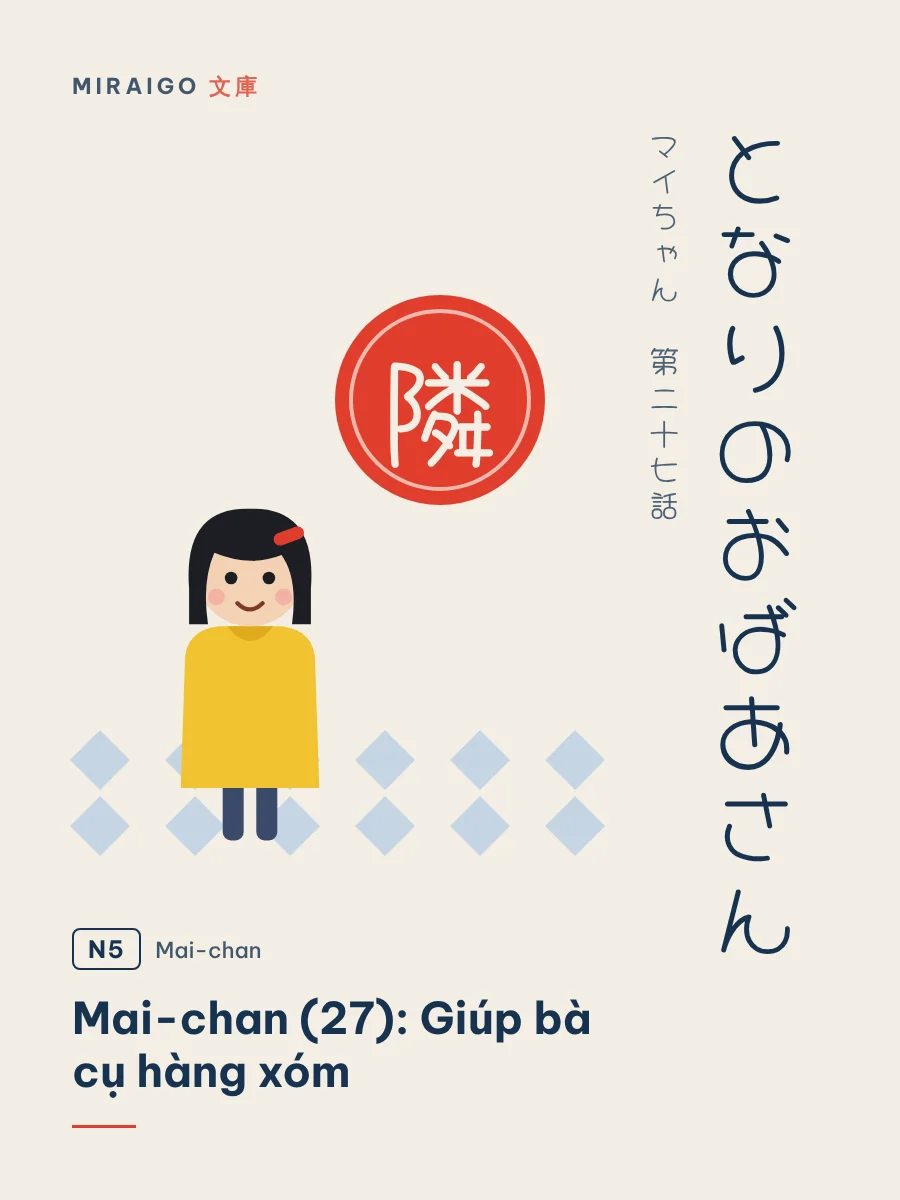 MIRAIGO 文庫
となりのおばあさん
マイちゃん 第二十七話
隣
N5 Mai-chan
Mai-chan (27): Giúp bà
cụ hàng xóm